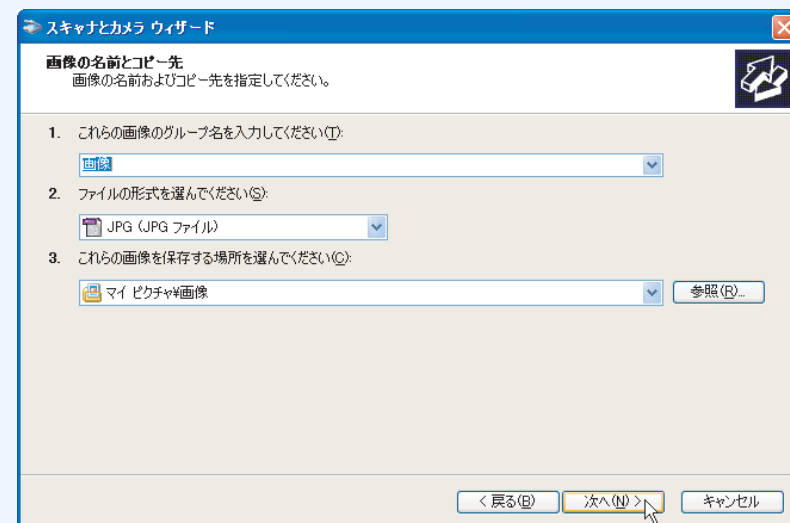 スキャナとカメラ ウィザード
画像の名前とコピー先
画像の名前およびコピー先を指定してください。
1. これらの画像のグループ名を入力してください(T):
画像
2. ファイルの形式を選んでください(S):
JPG (JPG ファイル)
3. これらの画像を保存する場所を選んでください(C):
マイ ピクチャ¥画像
参照(R)...
< 戻る(B)
次へ(N) >
キャンセル